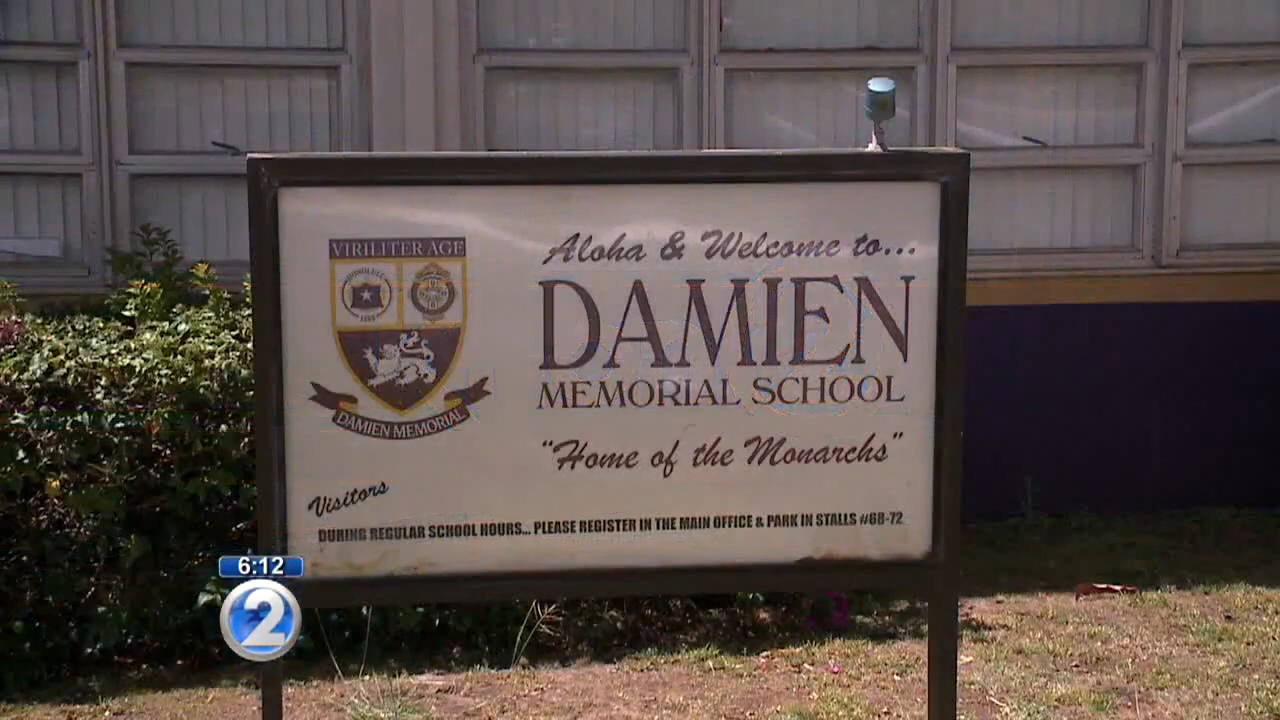 VIRILITER AGE
HONOLULU
DAMIEN MEMORIAL
Aloha & Welcome to...
DAMIEN
MEMORIAL SCHOOL
"Home of the Monarchs"
Visitors
DURING REGULAR SCHOOL HOURS... PLEASE REGISTER IN THE MAIN OFFICE & PARK IN STALLS #68-72
6:12
2